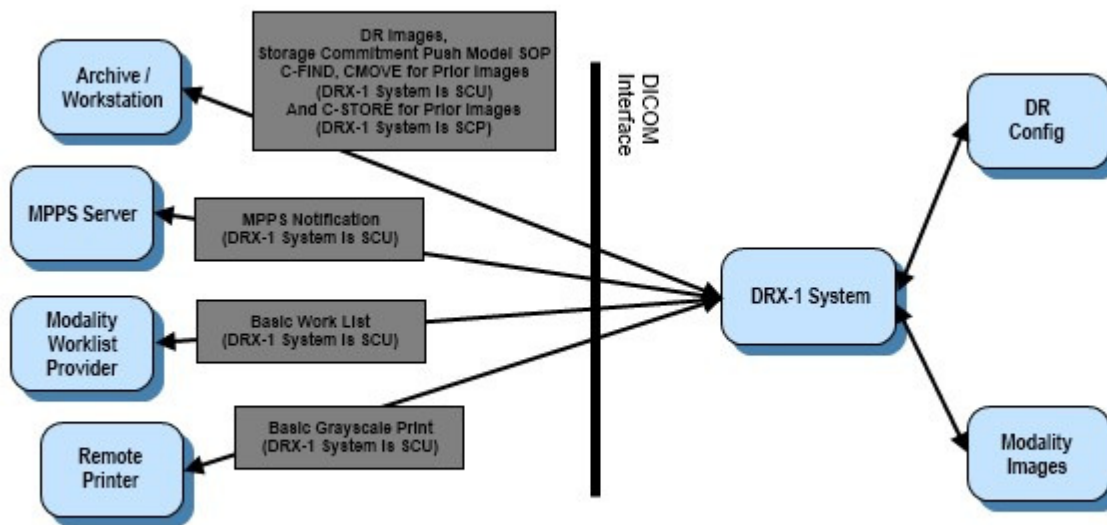 DR Images,
Storage Commitment Push Model SOP
C-FIND, CMOVE for Prior Images
(DRX-1 System is SCU)
And C-STORE for Prior Images
(DRX-1 System is SCP)
Archive /
Workstation
DICOM
Interface
DR
Config
MPPS Server
MPPS Notification
(DRX-1 System is SCU)
DRX-1 System
Modality
Worklist
Provider
Basic Work List
(DRX-1 System is SCU)
Basic Grayscale Print
(DRX-1 System is SCU)
Remote
Printer
Modality
Images